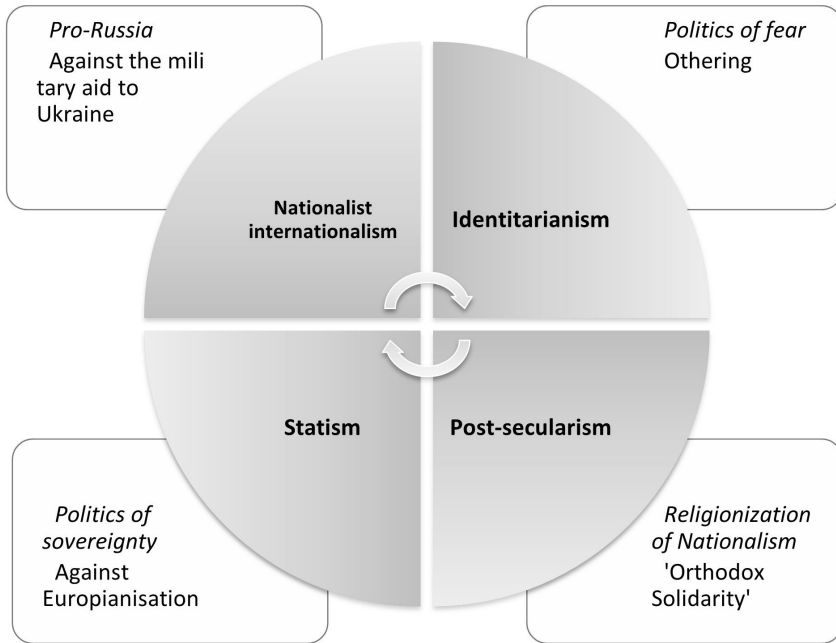 Pro-Russia
Against the mili
tary aid to
Ukraine
Politics of fear
Othering
Nationalist
internationalism
Identitarianism
Statism
Post-secularism
Politics of
sovereignty
Against
Europianisation
Religionization
of Nationalism
'Orthodox
Solidarity'